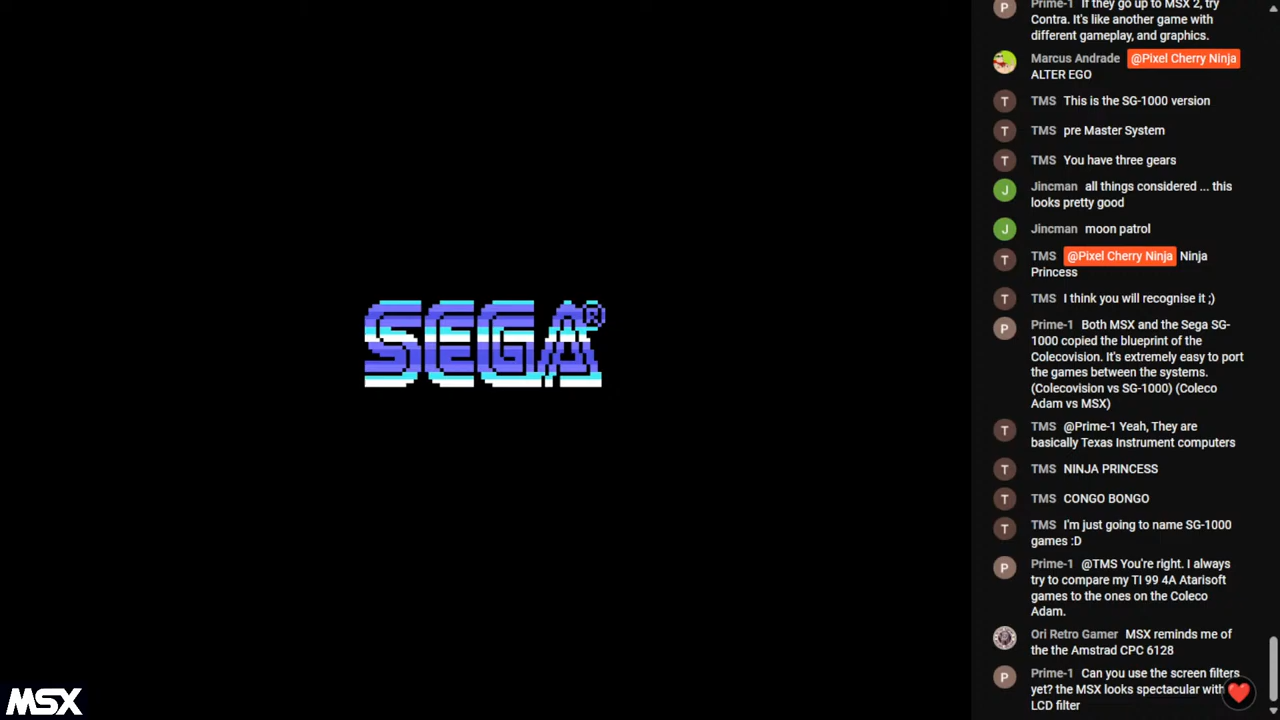 SEGA®
MSX
Prime-1 If they go up to MSX 2, try
Contra. It's like another game with
different gameplay, and graphics.
Marcus Andrade @Pixel Cherry Ninja
ALTER EGO
T TMS This is the SG-1000 version
T TMS pre Master System
T TMS You have three gears
J Jincman all things considered ... this
looks pretty good
J Jincman moon patrol
T TMS @Pixel Cherry Ninja Ninja
Princess
T TMS I think you will recognise it ;)
P Prime-1 Both MSX and the Sega SG-
1000 copied the blueprint of the
Colecovision. It's extremely easy to port
the games between the systems.
(Colecovision vs SG-1000) (Coleco
Adam vs MSX)
T TMS @Prime-1 Yeah, They are
basically Texas Instrument computers
T TMS NINJA PRINCESS
T TMS CONGO BONGO
T TMS I'm just going to name SG-1000
games :D
P Prime-1 @TMS You're right. I always
try to compare my TI 99 4A Atarisoft
games to the ones on the Coleco
Adam.
Ori Retro Gamer MSX reminds me of
the the Amstrad CPC 6128
P Prime-1 Can you use the screen filters
yet? the MSX looks spectacular with
LCD filter